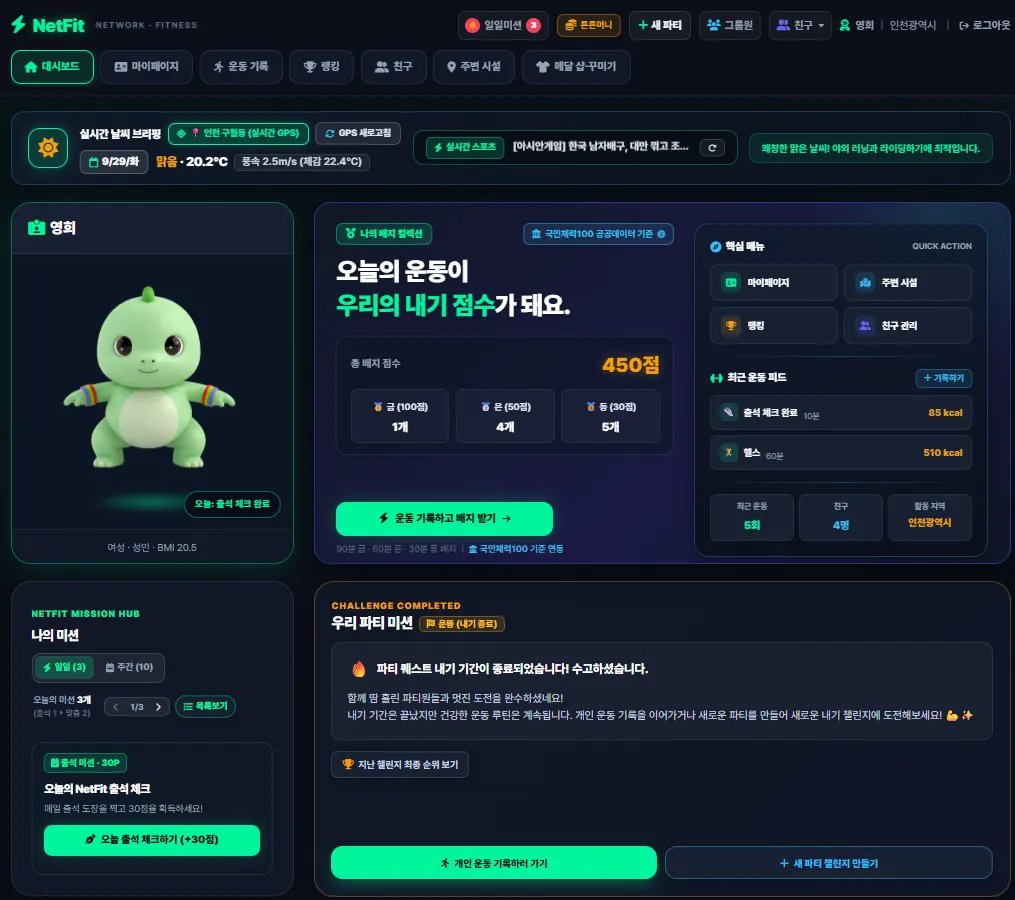 NetFit NETWORK · FITNESS
일일미션 3
튼튼머니
+ 새 파티
그룹원
친구
영희 | 인천광역시 | 로그아웃
대시보드
마이페이지
운동 기록
랭킹
친구
주변 시설
메달 샵·꾸미기
실시간 날씨 브리핑
인천 구월동 (실시간 GPS)
GPS 새로고침
9/29/화
맑음 · 20.2°C
풍속 2.5m/s (체감 22.4°C)
실시간 스포츠
[아시안게임] 한국 남자배구, 대만 꺾고 조...
쾌청한 맑은 날씨! 야외 러닝과 라이딩하기에 최적입니다.
영희
오늘: 출석 체크 완료
여성 · 성인 · BMI 20.5
나의 배지 컬렉션
국민체력100 공공데이터 기준
오늘의 운동이
우리의 내기 점수가 돼요.
총 배지 점수
450점
금 (100점)
1개
은 (50점)
4개
동 (30점)
5개
운동 기록하고 배지 받기 →
90분 금 · 60분 은 · 30분 동 배지 | 국민체력100 기준 연동
핵심 메뉴
QUICK ACTION
마이페이지
주변 시설
랭킹
친구 관리
최근 운동 피드
+ 기록하기
출석 체크 완료 10분
85 kcal
헬스 60분
510 kcal
최근 운동
5회
친구
4명
활동 지역
인천광역시
NETFIT MISSION HUB
나의 미션
일일 (3)
주간 (10)
오늘의 미션 3개
(출석 1 + 맞춤 2)
1/3
목록보기
출석 미션 · 30P
오늘의 NetFit 출석 체크
매일 출석 도장을 찍고 30점을 획득하세요!
오늘 출석 체크하기 (+30점)
CHALLENGE COMPLETED
우리 파티 미션
운동 (내기 종료)
파티 퀘스트 내기 기간이 종료되었습니다! 수고하셨습니다.
함께 땀 흘린 파티원들과 멋진 도전을 완수하셨네요!
내기 기간은 끝났지만 건강한 운동 루틴은 계속됩니다. 개인 운동 기록을 이어가거나 새로운 파티를 만들어 새로운 내기 챌린지에 도전해보세요! 💪 ✨
지난 챌린지 최종 순위 보기
개인 운동 기록하러 가기
+ 새 파티 챌린지 만들기